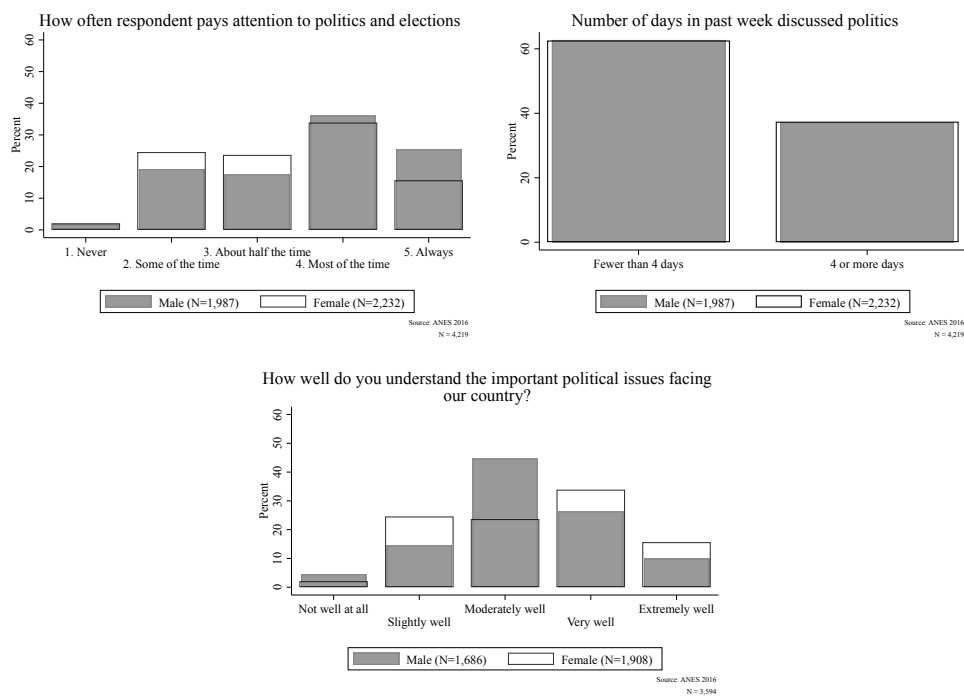 How often respondent pays attention to politics and elections
60
50
40
30
20
10
0
Percent
1. Never
3. About half the time
5. Always
2. Some of the time
4. Most of the time
Male (N=1,987)
Female (N=2,232)
Source: ANES 2016
N = 4,219
Number of days in past week discussed politics
60
40
20
0
Percent
Fewer than 4 days
4 or more days
Male (N=1,987)
Female (N=2,232)
Source: ANES 2016
N = 4,219
How well do you understand the important political issues facing
our country?
60
50
40
30
20
10
0
Percent
Not well at all
Moderately well
Extremely well
Slightly well
Very well
Male (N=1,686)
Female (N=1,908)
Source: ANES 2016
N = 3,594